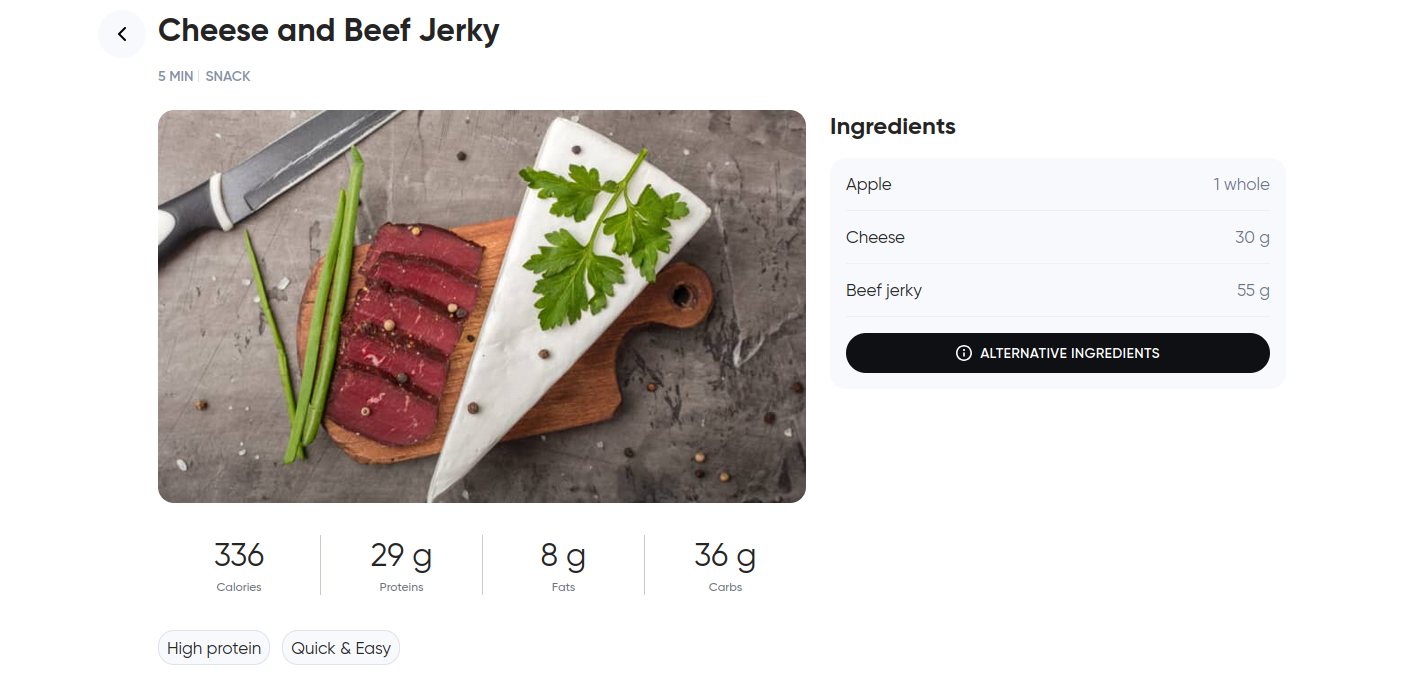 Cheese and Beef Jerky
5 MIN | SNACK
Ingredients
Apple 1 whole
Cheese 30 g
Beef jerky 55 g
ALTERNATIVE INGREDIENTS
336 29 g 8 g 36 g
Calories Proteins Fats Carbs
High protein Quick & Easy